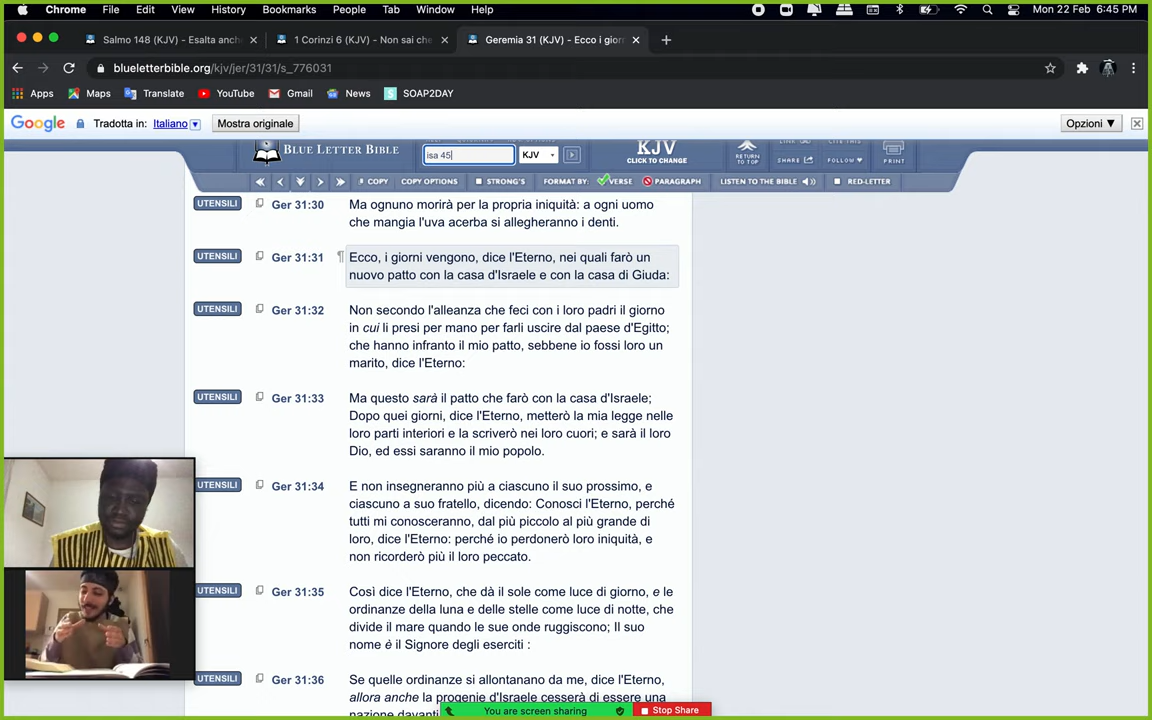 Chrome File Edit View History Bookmarks People Tab Window Help Mon 22 Feb 6:45 PM
Salmo 148 (KJV) - Esalta anch 1 Corinzi 6 (KJV) - Non sai che Geremia 31 (KJV) - Ecco i gior
blueletterbible.org/kjv/jer/31/31/s_776031
Apps Maps Translate YouTube Gmail News SOAP2DAY
Google Tradotta in: Italiano Mostra originale Opzioni ▼
BLUE LETTER BIBLE isa 45 KJV KJV
CLICK TO CHANGE RETURN TO TOP SHARE FOLLOW PRINT
COPY COPY OPTIONS STRONG'S FORMAT BY: VERSE PARAGRAPH LISTEN TO THE BIBLE RED-LETTER
UTENSILI Ger 31:30 Ma ognuno morirà per la propria iniquità: a ogni uomo
che mangia l'uva acerba si allegheranno i denti.
UTENSILI Ger 31:31 ¶ Ecco, i giorni vengono, dice l'Eterno, nei quali farò un
nuovo patto con la casa d'Israele e con la casa di Giuda:
UTENSILI Ger 31:32 Non secondo l'alleanza che feci con i loro padri il giorno
in cui li presi per mano per farli uscire dal paese d'Egitto;
che hanno infranto il mio patto, sebbene io fossi loro un
marito, dice l'Eterno:
UTENSILI Ger 31:33 Ma questo sarà il patto che farò con la casa d'Israele;
Dopo quei giorni, dice l'Eterno, metterò la mia legge nelle
loro parti interiori e la scriverò nei loro cuori; e sarà il loro
Dio, ed essi saranno il mio popolo.
UTENSILI Ger 31:34 E non insegneranno più a ciascuno il suo prossimo, e
ciascuno a suo fratello, dicendo: Conosci l'Eterno, perché
tutti mi conosceranno, dal più piccolo al più grande di
loro, dice l'Eterno: perché io perdonerò loro iniquità, e
non ricorderò più il loro peccato.
UTENSILI Ger 31:35 Così dice l'Eterno, che dà il sole come luce di giorno, e le
ordinanze della luna e delle stelle come luce di notte, che
divide il mare quando le sue onde ruggiscono; Il suo
nome è il Signore degli eserciti :
UTENSILI Ger 31:36 Se quelle ordinanze si allontanano da me, dice l'Eterno,
allora anche la progenie d'Israele cesserà di essere una
nazione davanti
You are screen sharing Stop Share